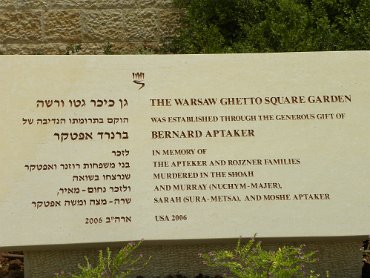 גן כיכר גטו ורשה
הוקם בתרומתו הנדיבה של
ברנרד אפטקר
לזכר
בני משפחות רוזנר ואפטקר
שנרצחו בשואה
ולזכר נחום-מאיר,
שרה-מצה ומשה אפטקר
ארה״ב 2006
THE WARSAW GHETTO SQUARE GARDEN
WAS ESTABLISHED THROUGH THE GENEROUS GIFT OF
BERNARD APTAKER
IN MEMORY OF
THE APTEKER AND ROJZNER FAMILIES
MURDERED IN THE SHOAH
AND MURRAY (NUCHYM-MAJER),
SARAH (SURA-METSA), AND MOSHE APTAKER
USA 2006